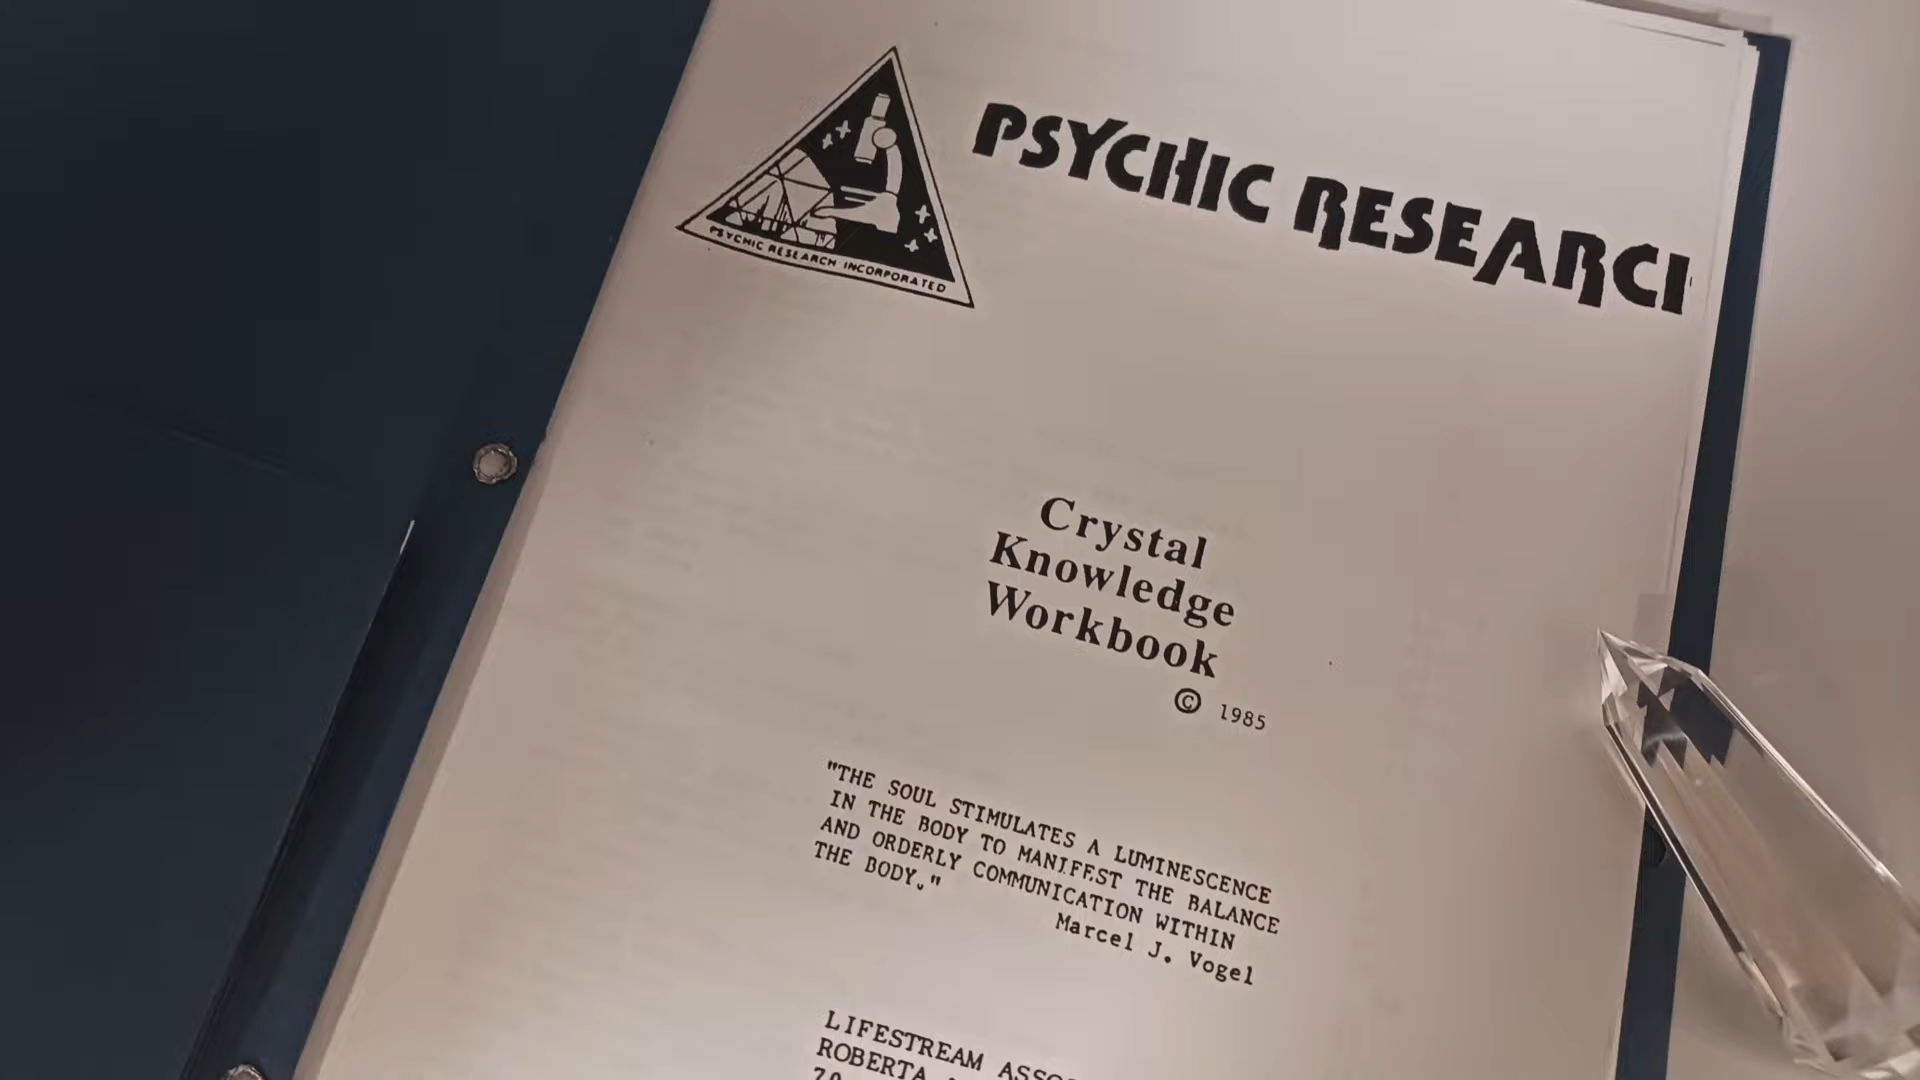 PSYCHIC RESEARC
PSYCHIC RESEARCH INCORPORATED
Crystal
Knowledge
Workbook
© 1985
"THE SOUL STIMULATES A LUMINESCENCE
IN THE BODY TO MANIFEST THE BALANCE
AND ORDERLY COMMUNICATION WITHIN
THE BODY."
Marcel J. Vogel
LIFESTREAM
ROBERTA